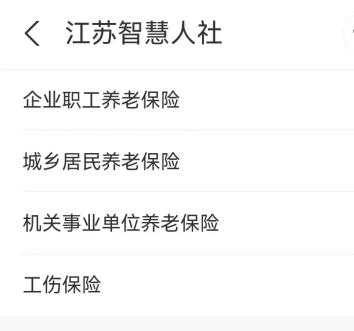 江苏智慧人社
企业职工养老保险
城乡居民养老保险
机关事业单位养老保险
工伤保险